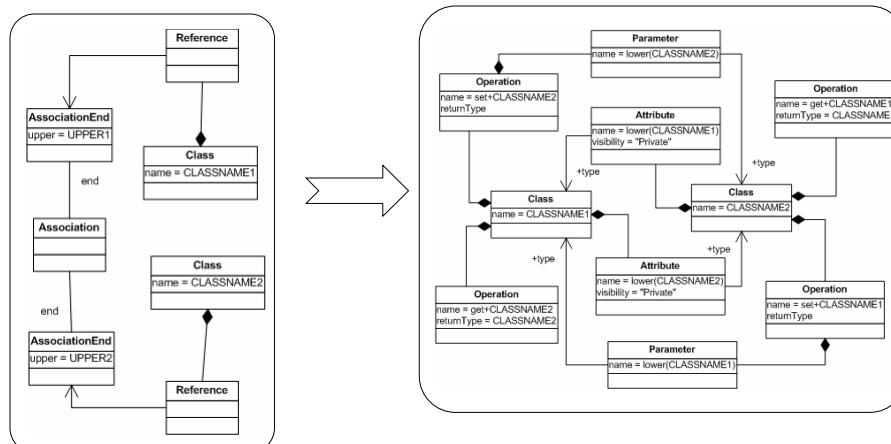 Reference
AssociationEnd
upper = UPPER1
Class
name = CLASSNAME1
end
Association
Class
name = CLASSNAME2
end
AssociationEnd
upper = UPPER2
Reference
Parameter
name = lower(CLASSNAME2)
Operation
name = set+CLASSNAME2
returnType
Operation
name = get+CLASSNAME1
returnType = CLASSNAME
Attribute
name = lower(CLASSNAME1)
visibility = "Private"
+type
+type
Class
name = CLASSNAME1
Class
name = CLASSNAME2
+type
+type
Attribute
name = lower(CLASSNAME2)
visibility = "Private"
Operation
name = get+CLASSNAME2
returnType = CLASSNAME2
Operation
name = set+CLASSNAME1
returnType
Parameter
name = lower(CLASSNAME1)